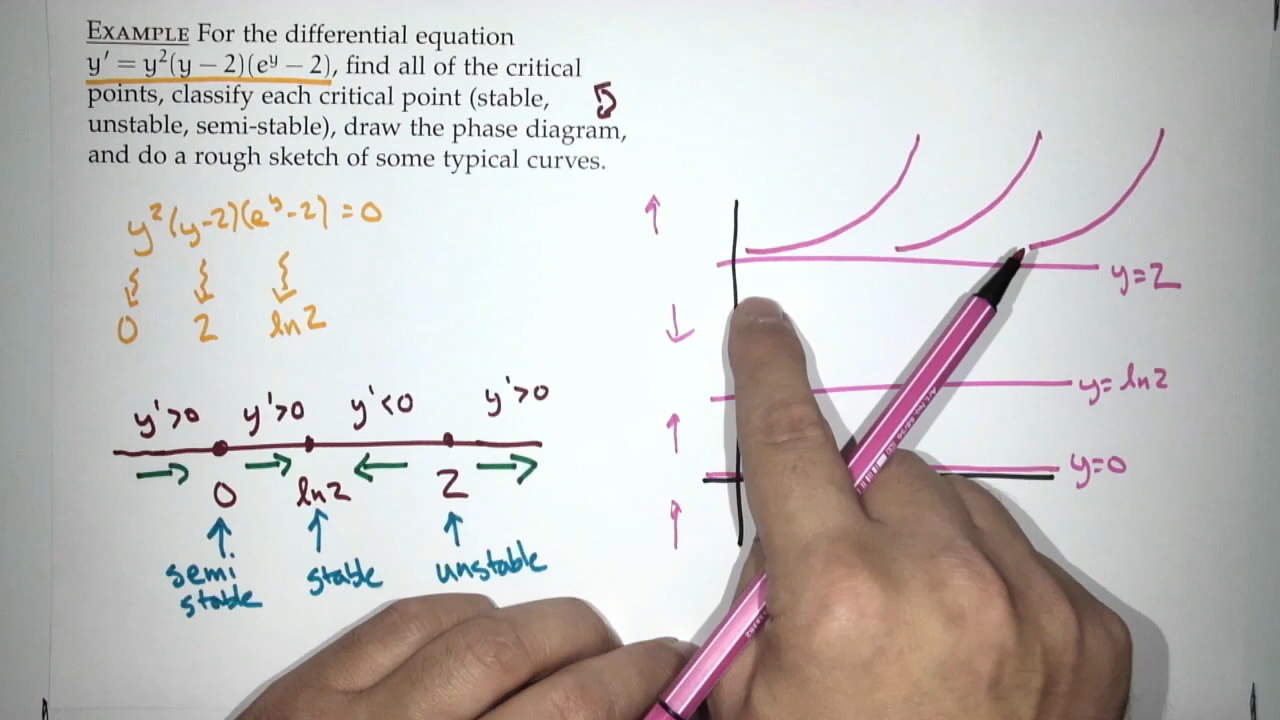 EXAMPLE For the differential equation
y′ = y²(y − 2)(eʸ − 2), find all of the critical
points, classify each critical point (stable,
unstable, semi-stable), draw the phase diagram,
and do a rough sketch of some typical curves.
y²(y-2)(eʸ-2) = 0
0 2 ln2
y'>0 y'>0 y'<0 y'>0
0 ln2 2
semi stable
stable
unstable
y=2
y=ln2
y=0